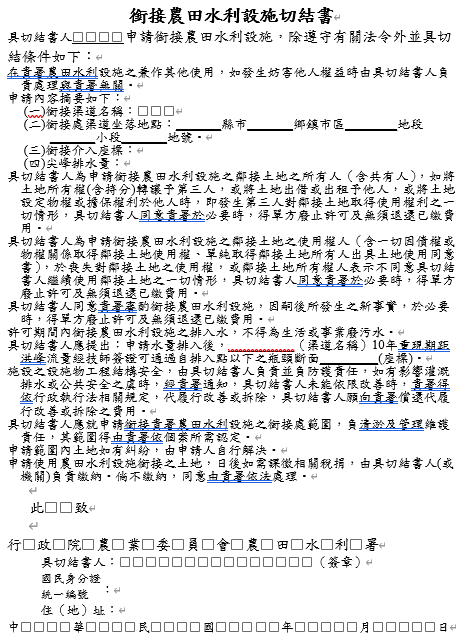 銜接農田水利設施切結書
具切結書人□□□□申請銜接農田水利設施，除遵守有關法令外並具切
結條件如下：
在貴署農田水利設施之兼作其他使用，如發生妨害他人權益時由具切結書人負
責處理與貴署無關。
申請內容摘要如下：
(一)銜接渠道名稱：□□□
(二)銜接處渠道坐落地點：______縣市______鄉鎮市區______地段
______小段______地號。
(三)銜接介入座標：
(四)尖峰排水量：
具切結書人為申請銜接農田水利設施之鄰接土地之所有人（含共有人），如將
土地所有權(含持分)轉讓予第三人，或將土地出借或出租予他人，或將土地
設定物權或擔保權利於他人時，即發生第三人對鄰接土地取得使用權利之一
切情形，具切結書人同意貴署於必要時，得單方廢止許可及無須退還已繳費
用。
具切結書人為申請銜接農田水利設施之鄰接土地之使用權人（含一切因債權或
物權關係取得鄰接土地使用權、單純取得鄰接土地所有人出具土地使用同意
書），於喪失對鄰接土地之使用權，或鄰接土地所有權人表示不同意具切結
書人繼續使用鄰接土地之一切情形，具切結書人同意貴署於必要時，得單方
廢止許可及無須退還已繳費用。
具切結書人同意貴署審酌銜接農田水利設施，因嗣後所發生之新事實，於必要
時，得單方廢止許可及無須退還已繳費用。
許可期間內銜接農田水利設施之排入水，不得為生活或事業廢污水。
具切結書人應提出：申請水量排入後，__________（渠道名稱）10年重現期距
洪峰流量經技師簽證可通過自排入點以下之瓶頸斷面________(座標)。
施設之設施物工程結構安全，由具切結書人負責並負防護責任，如有影響灌溉
排水或公共安全之虞時，經貴署通知，具切結書人未能依限改善時，貴署得
依行政執行法相關規定，代履行改善或拆除，具切結書人願向貴署償還代履
行改善或拆除之費用。
具切結書人應就申請銜接貴署農田水利設施之銜接處範圍，負清淤及管理維護
責任，其範圍得由貴署依個案所需認定。
申請範圍內土地如有糾紛，由申請人自行解決。
申請使用農田水利設施銜接之土地，日後如需課徵相關稅捐，由具切結書人(或
機關)負責繳納。倘不繳納，同意由貴署依法處理。
此□□致
行□政□院□農□業□委□員□會□農□田□水□利□署
具切結書人：□□□□□□□□□□□□□□（簽章）
國民身分證
統一編號：
住（地）址：
中□□□□華□□□□民□□□□國□□□□□年□□□□□月□□□□□日